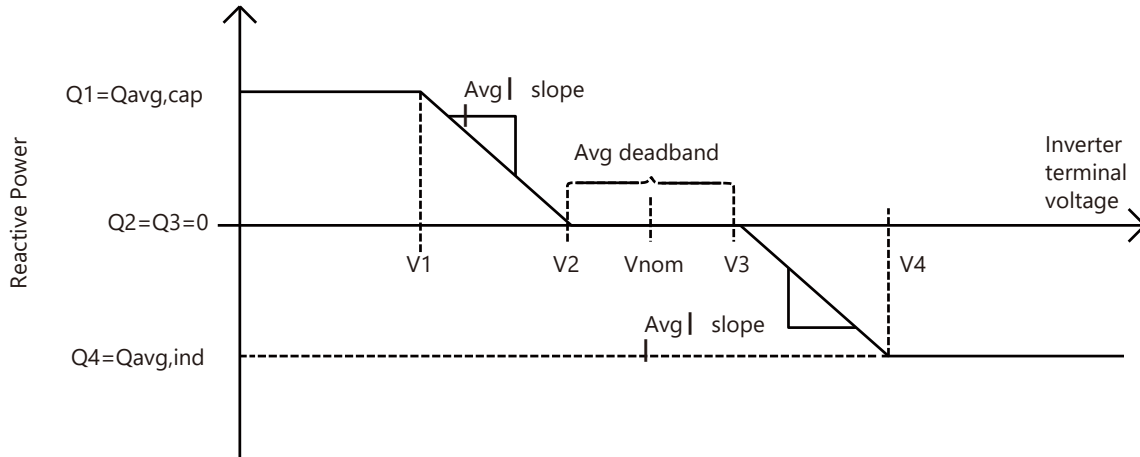 Q1=Qavg,cap
Avg| slope
Avg deadband
Inverter
terminal
voltage
Reactive Power
Q2=Q3=0
V1
V2
Vnom
V3
V4
Avg| slope
Q4=Qavg,ind